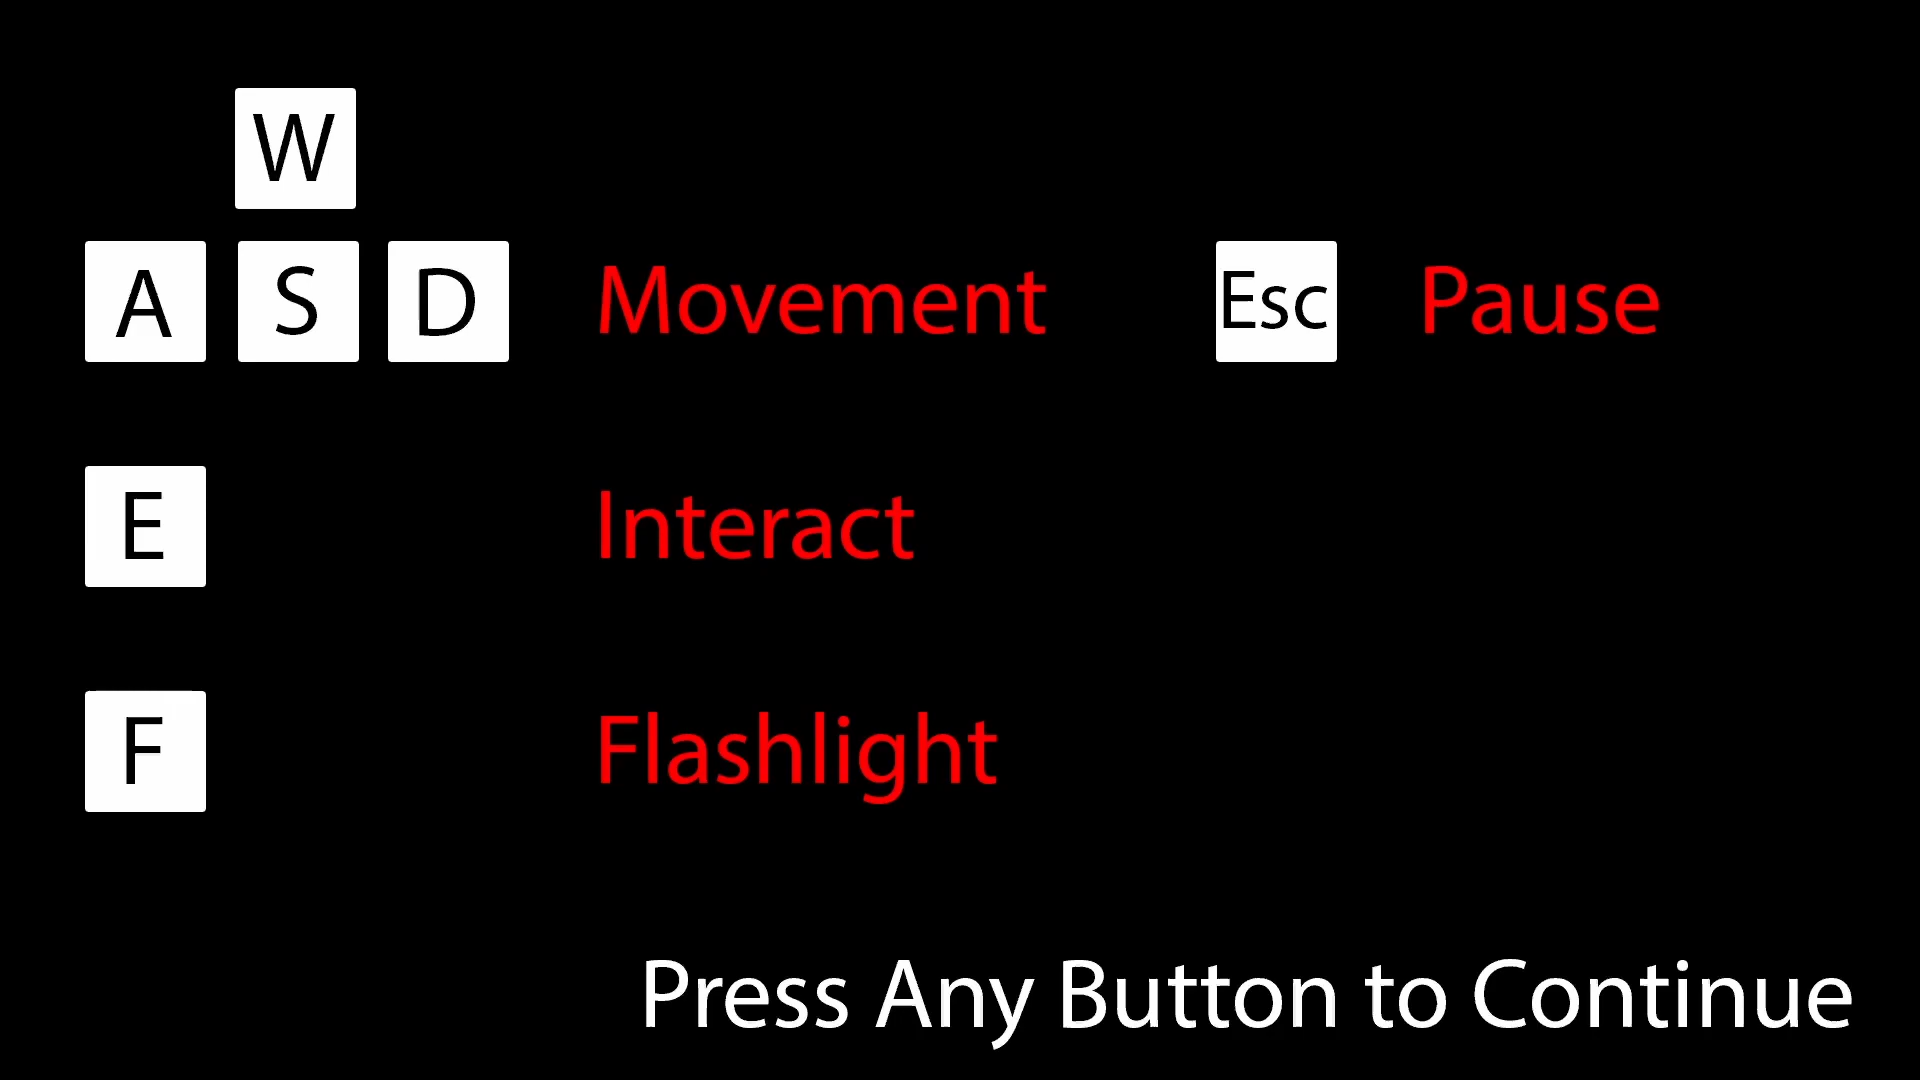 W
A S D Movement Esc Pause
E Interact
F Flashlight
Press Any Button to Continue